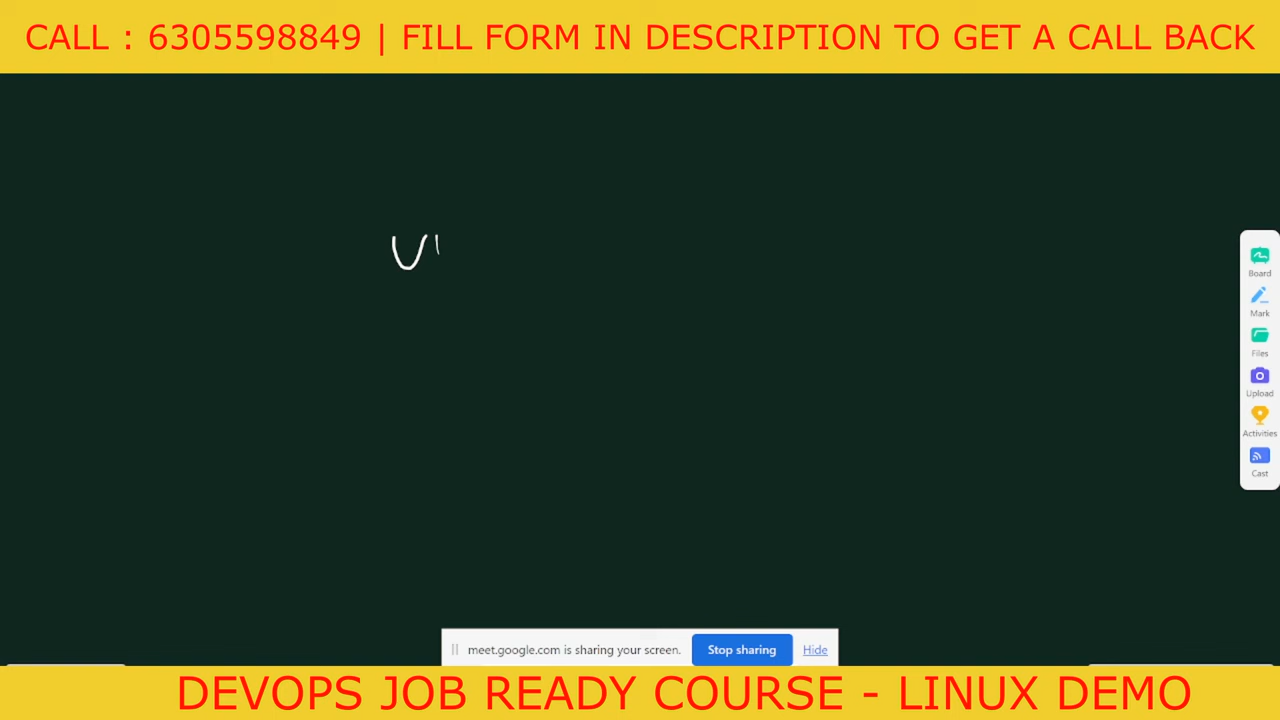 CALL : 6305598849 | FILL FORM IN DESCRIPTION TO GET A CALL BACK
U
Board
Mark
Files
Upload
Activities
Cast
meet.google.com is sharing your screen. Stop sharing Hide
DEVOPS JOB READY COURSE - LINUX DEMO